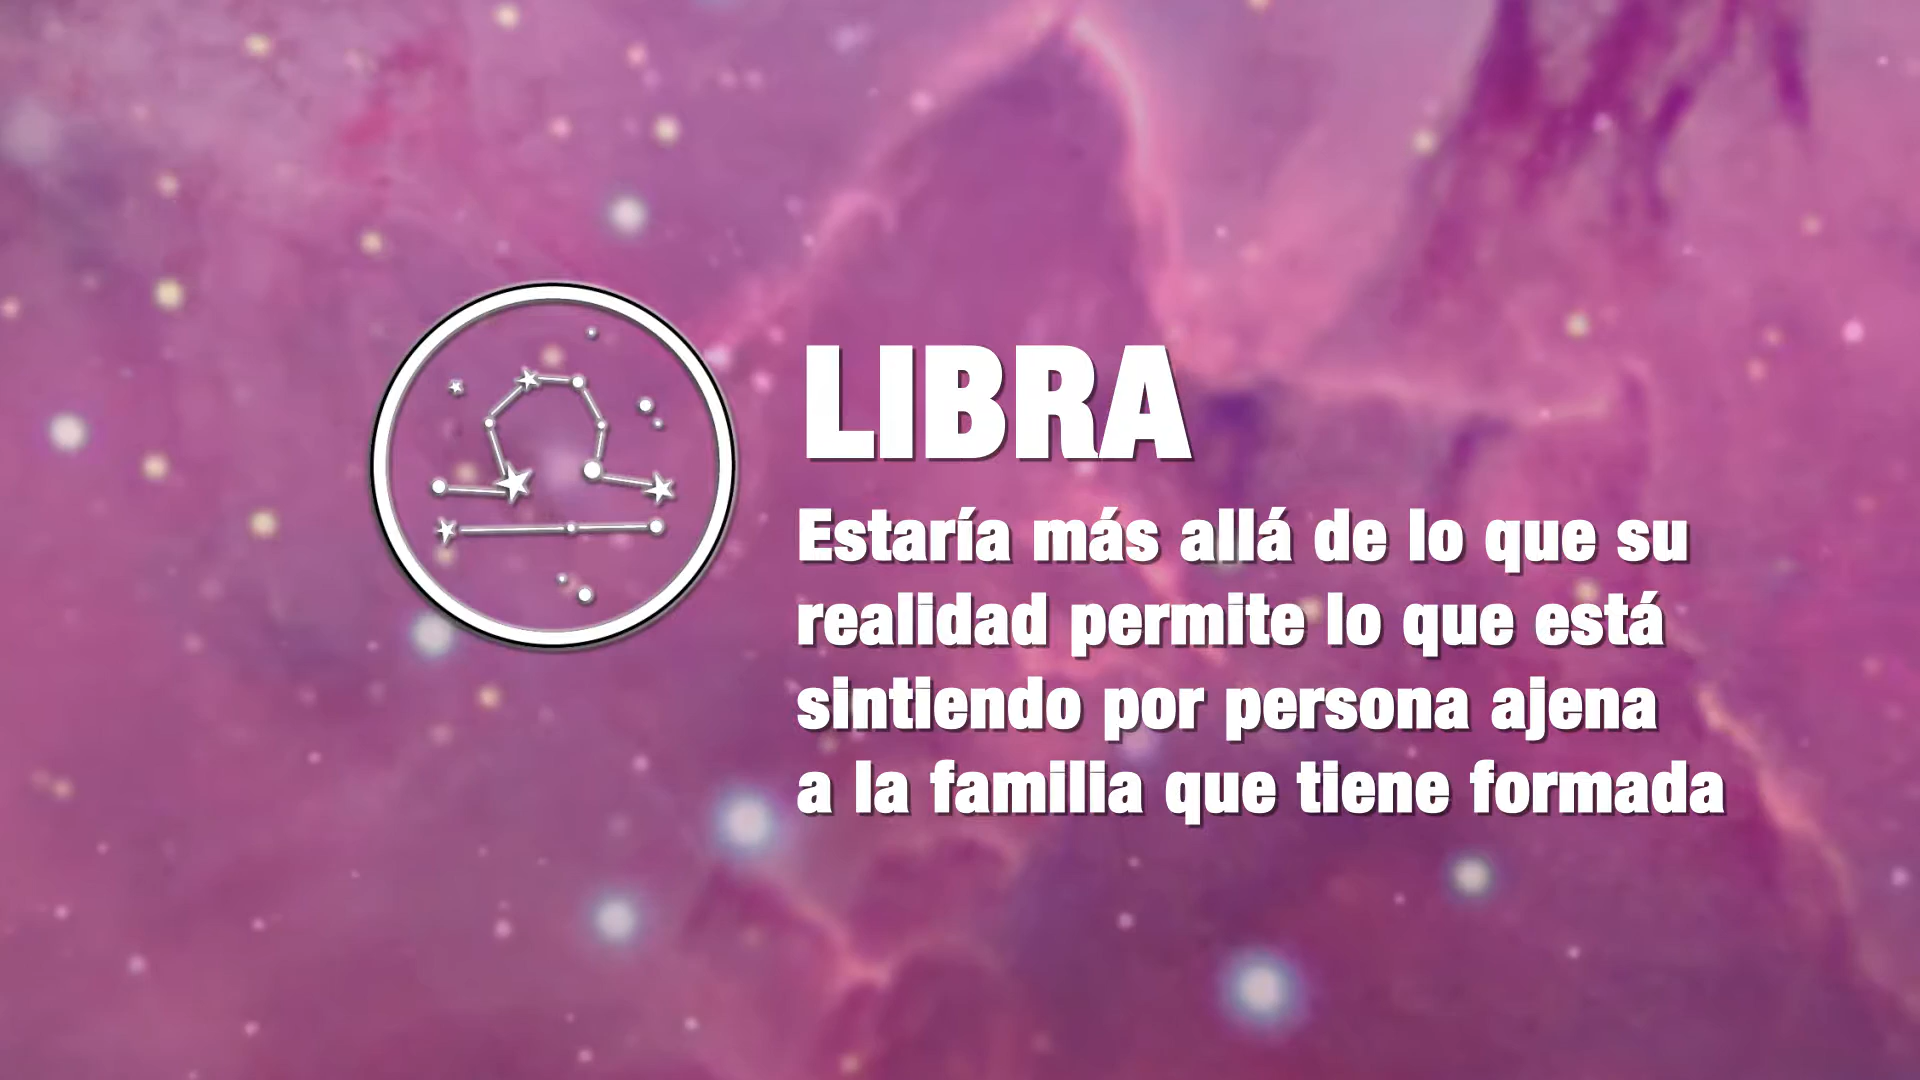 LIBRA
Estaría más allá de lo que su
realidad permite lo que está
sintiendo por persona ajena
a la familia que tiene formada